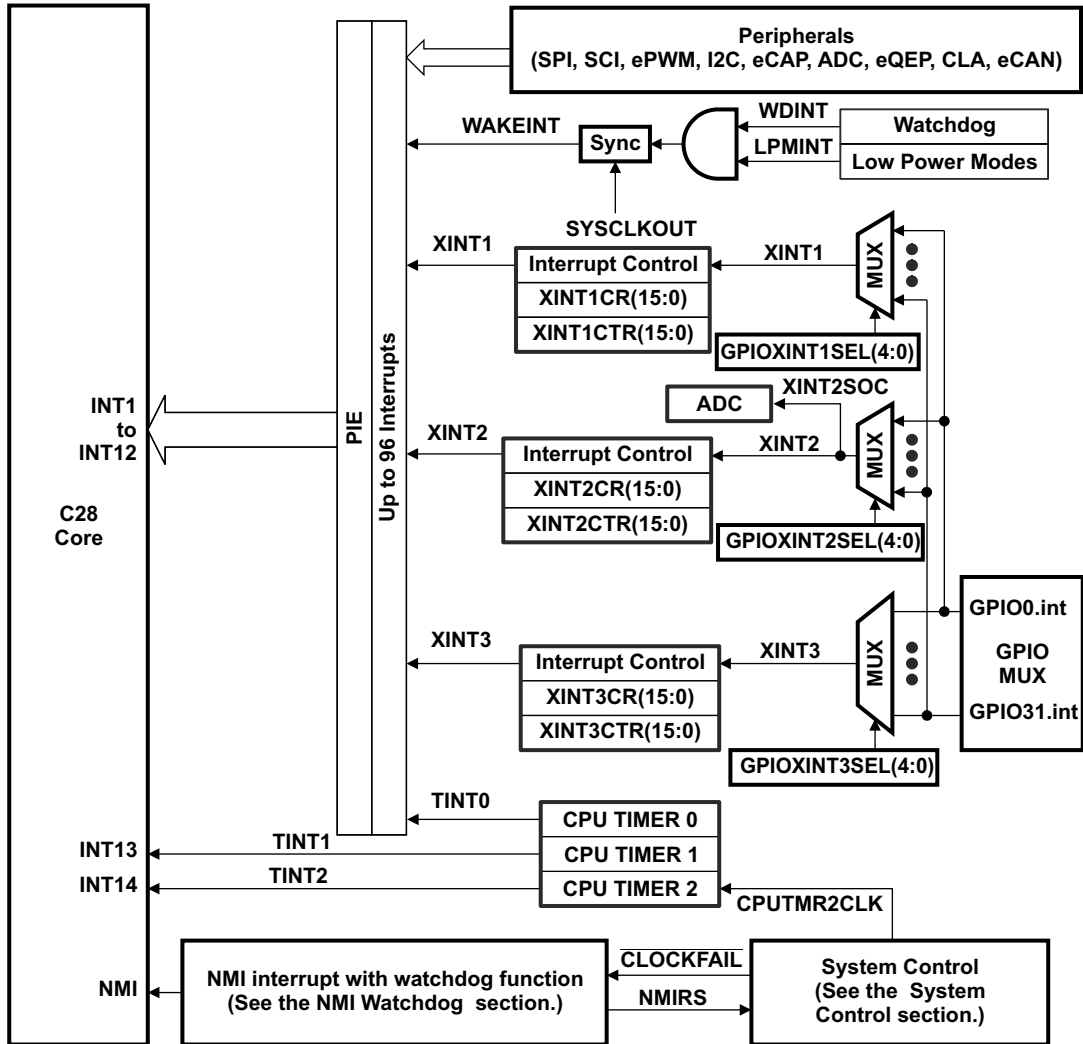 Peripherals
(SPI, SCI, ePWM, I2C, eCAP, ADC, eQEP, CLA, eCAN)
WDINT
Watchdog
WAKEINT
Sync
LPMINT
Low Power Modes
SYSCLKOUT
XINT1
Interrupt Control
XINT1
MUX
XINT1CR(15:0)
XINT1CTR(15:0)
GPIOXINT1SEL(4:0)
XINT2SOC
ADC
INT1
to
INT12
PIE
Up to 96 Interrupts
XINT2
Interrupt Control
XINT2
MUX
XINT2CR(15:0)
XINT2CTR(15:0)
GPIOXINT2SEL(4:0)
C28
Core
GPIO0.int
GPIO
MUX
GPIO31.int
XINT3
Interrupt Control
XINT3
MUX
XINT3CR(15:0)
XINT3CTR(15:0)
GPIOXINT3SEL(4:0)
TINT0
CPU TIMER 0
INT13
TINT1
CPU TIMER 1
INT14
TINT2
CPU TIMER 2
CPUTMR2CLK
NMI
NMI interrupt with watchdog function
(See the NMI Watchdog section.)
CLOCKFAIL
NMIRS
System Control
(See the System
Control section.)